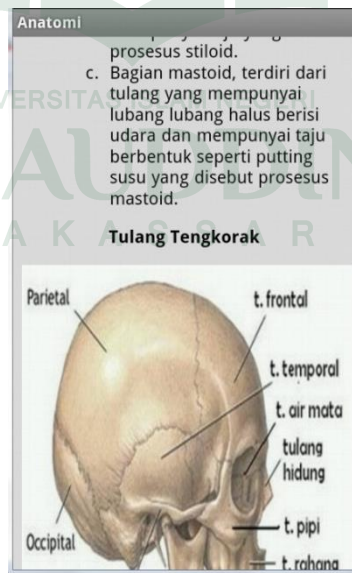 Anatomi
prosesus stiloid.
c. Bagian mastoid, terdiri dari
tulang yang mempunyai
lubang lubang halus berisi
udara dan mempunyai taju
berbentuk seperti putting
susu yang disebut prosesus
mastoid.
Tulang Tengkorak
Parietal
t. frontal
t. temporal
t. air mata
tulang
hidung
t. pipi
Occipital
t. rahang